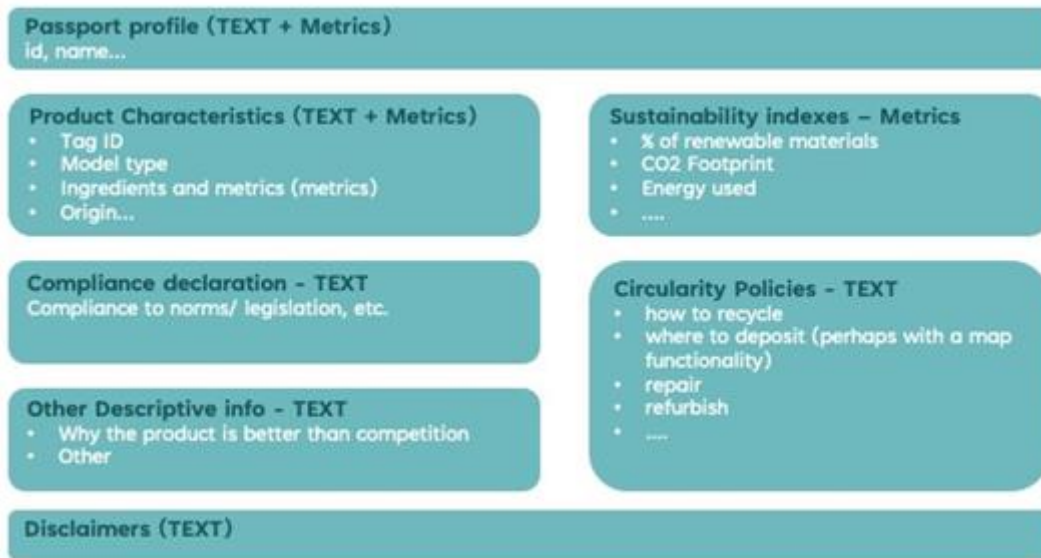 Passport profile (TEXT + Metrics)
id, name...
Product Characteristics (TEXT + Metrics)
• Tag ID
• Model type
• Ingredients and metrics (metrics)
• Origin...
Compliance declaration - TEXT
Compliance to norms/ legislation, etc.
Other Descriptive info - TEXT
• Why the product is better than competition
• Other
Sustainability indexes – Metrics
• % of renewable materials
• CO2 Footprint
• Energy used
• ....
Circularity Policies - TEXT
• how to recycle
• where to deposit (perhaps with a map
functionality)
• repair
• refurbish
• ....
Disclaimers (TEXT)